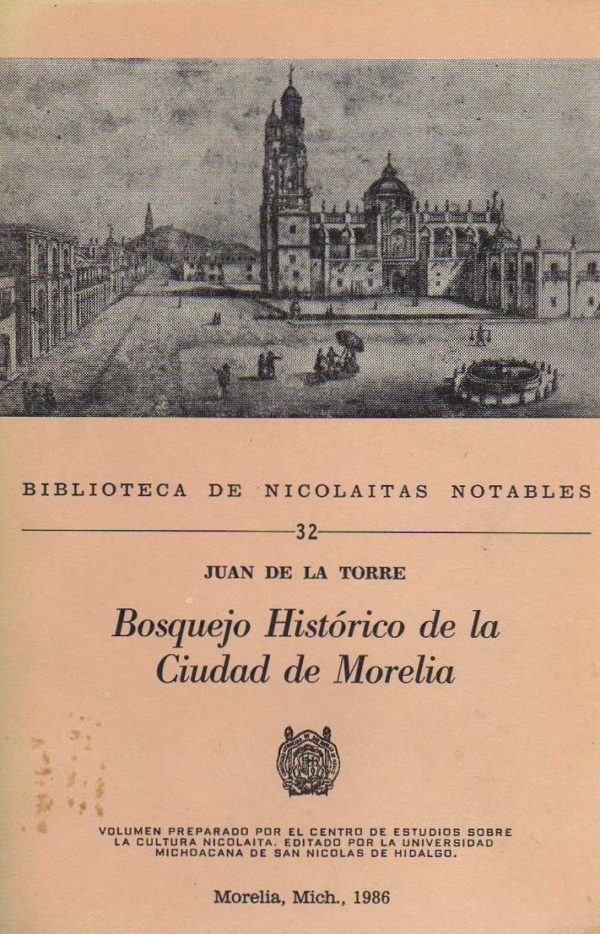 BIBLIOTECA DE NICOLAITAS NOTABLES
32
JUAN DE LA TORRE
Bosquejo Histórico de la
Ciudad de Morelia
VOLUMEN PREPARADO POR EL CENTRO DE ESTUDIOS SOBRE
LA CULTURA NICOLAITA. EDITADO POR LA UNIVERSIDAD
MICHOACANA DE SAN NICOLAS DE HIDALGO.
Morelia, Mich., 1986